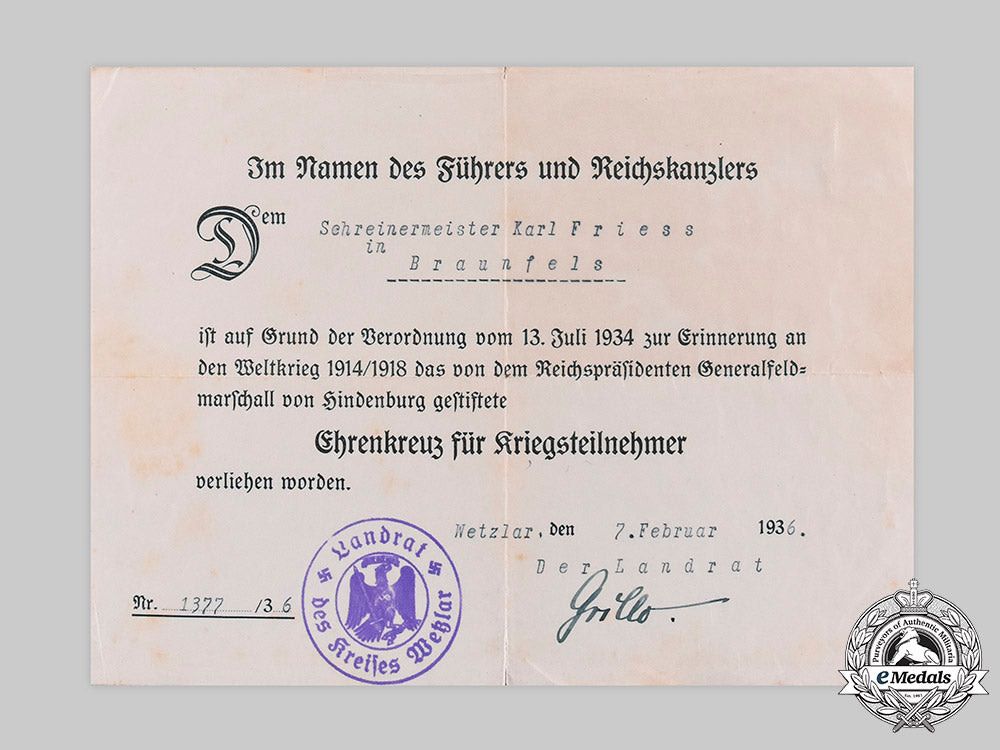 Im Namen des Führers und Reichskanzlers
Dem
Schreinermeister Karl Friess
in
Braunfels
ist auf Grund der Verordnung vom 13. Juli 1934 zur Erinnerung an
den Weltkrieg 1914/1918 das von dem Reichspräsidenten Generalfeld=
marschall von Hindenburg gestiftete
Ehrenkreuz für Kriegsteilnehmer
verliehen worden.
Wetzlar, den 7. Februar 1936.
Der Landrat
Grillo.
Nr. 1377 /36
Landrat
des Kreises Wetzlar
Purveyors of Authentic Militaria
eMedals